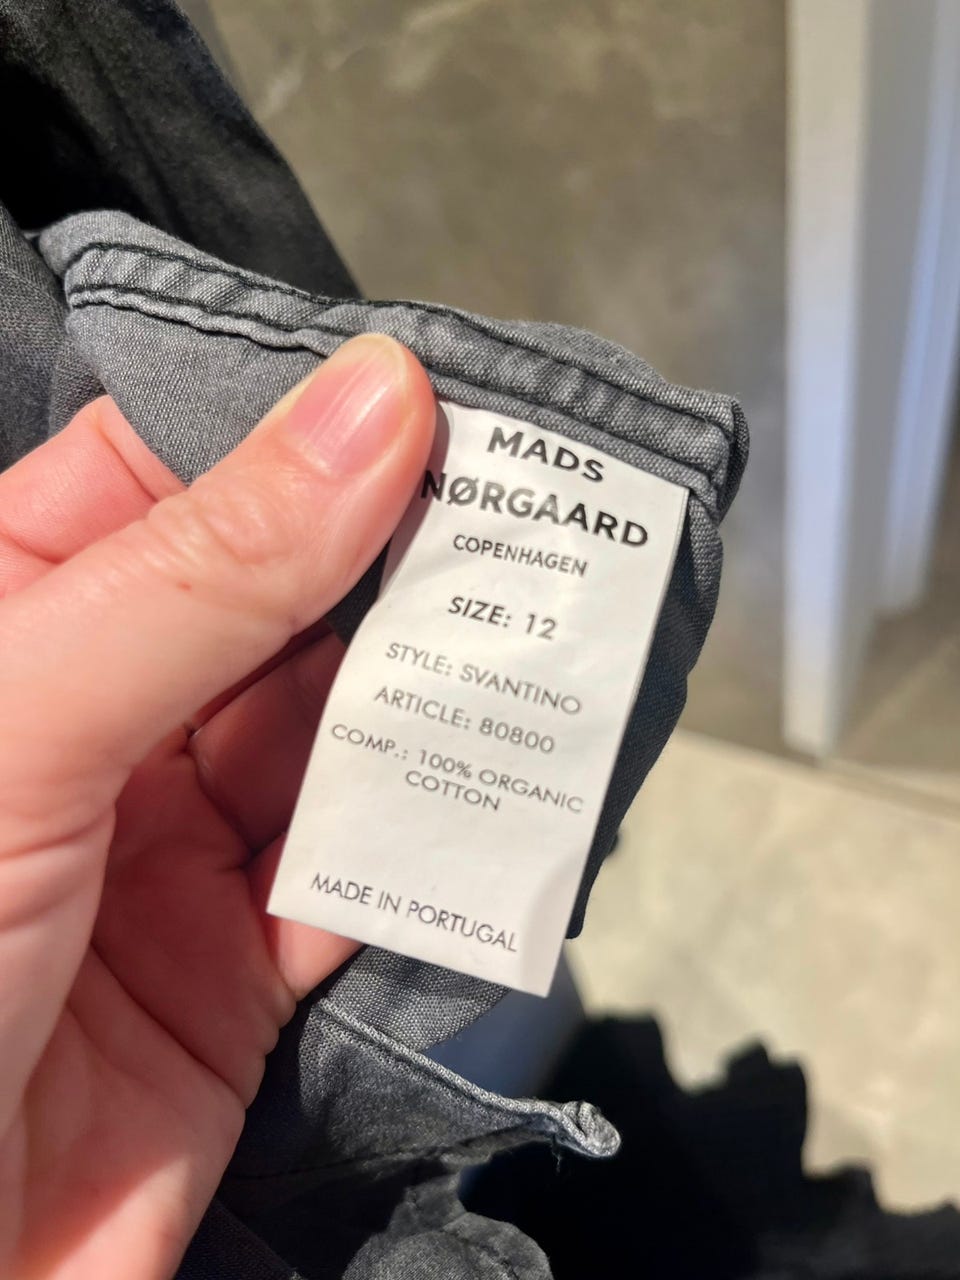 MADS
NØRGAARD
COPENHAGEN
SIZE: 12
STYLE: SVANTINO
ARTICLE: 80800
COMP.: 100% ORGANIC
COTTON
MADE IN PORTUGAL